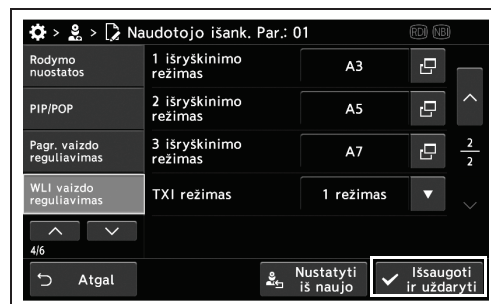 > > Naudotojo išank. Par.: 01 RDI NBI
Rodymo
nuostatos
1 išryškinimo
režimas
A3
PIP/POP
2 išryškinimo
režimas
A5
Pagr. vaizdo
reguliavimas
3 išryškinimo
režimas
A7
2
2
WLI vaizdo
reguliavimas
TXI režimas
1 režimas
4/6
Atgal
Nustatyti
iš naujo
Išsaugoti
ir uždaryti